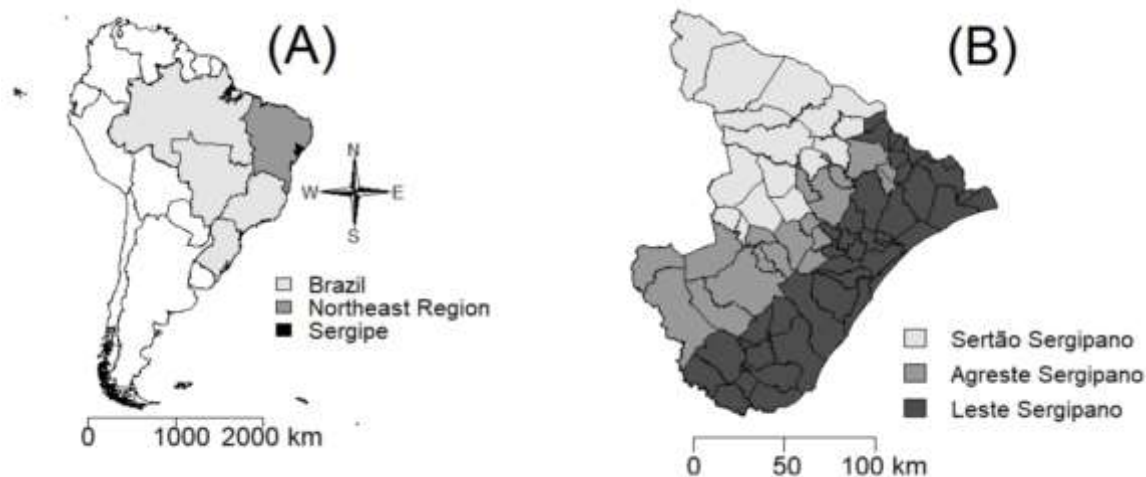 (A)
N
W E
S
Brazil
Northeast Region
Sergipe
0 1000 2000 km
(B)
Sertão Sergipano
Agreste Sergipano
Leste Sergipano
0 50 100 km